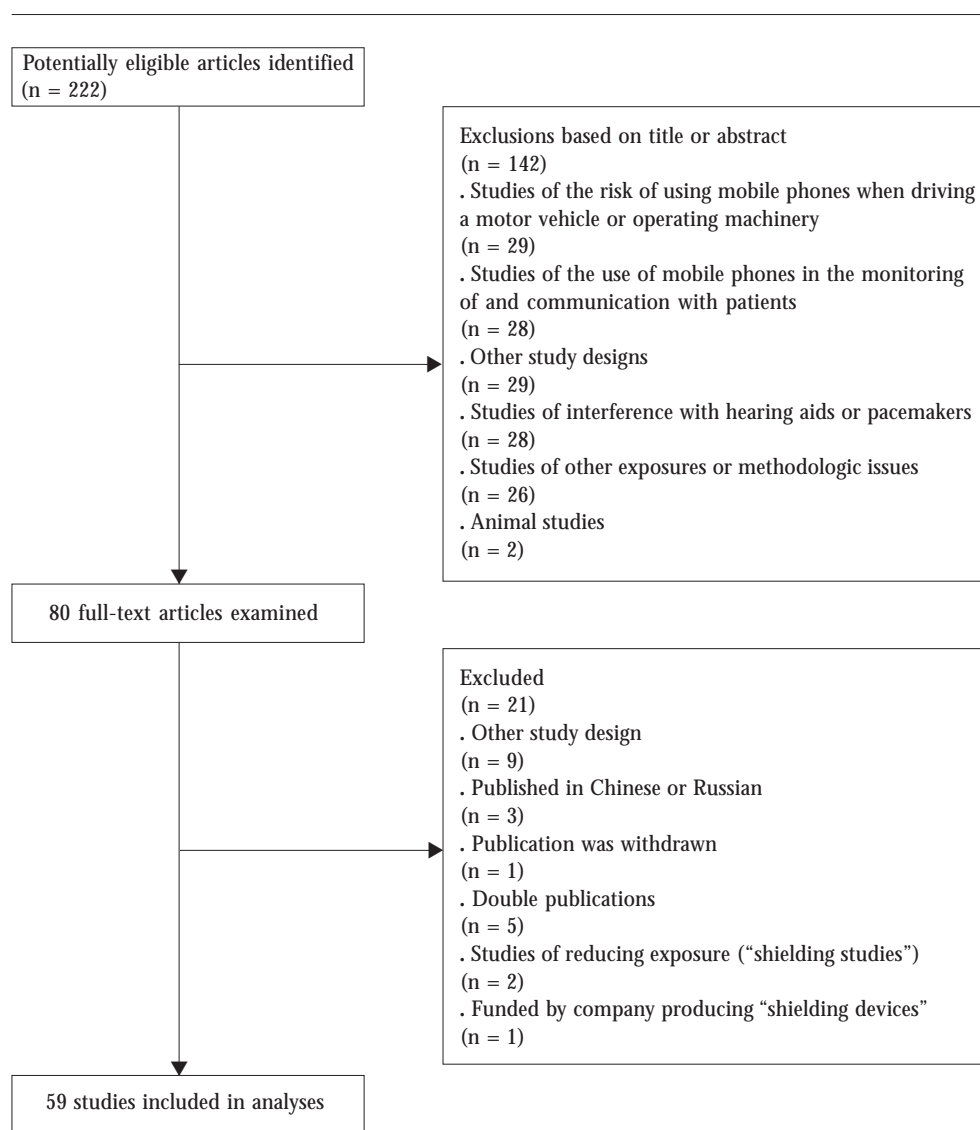 Potentially eligible articles identified
(n = 222)
Exclusions based on title or abstract
(n = 142)
. Studies of the risk of using mobile phones when driving
a motor vehicle or operating machinery
(n = 29)
. Studies of the use of mobile phones in the monitoring
of and communication with patients
(n = 28)
. Other study designs
(n = 29)
. Studies of interference with hearing aids or pacemakers
(n = 28)
. Studies of other exposures or methodologic issues
(n = 26)
. Animal studies
(n = 2)
80 full-text articles examined
Excluded
(n = 21)
. Other study design
(n = 9)
. Published in Chinese or Russian
(n = 3)
. Publication was withdrawn
(n = 1)
. Double publications
(n = 5)
. Studies of reducing exposure (“shielding studies”)
(n = 2)
. Funded by company producing “shielding devices”
(n = 1)
59 studies included in analyses